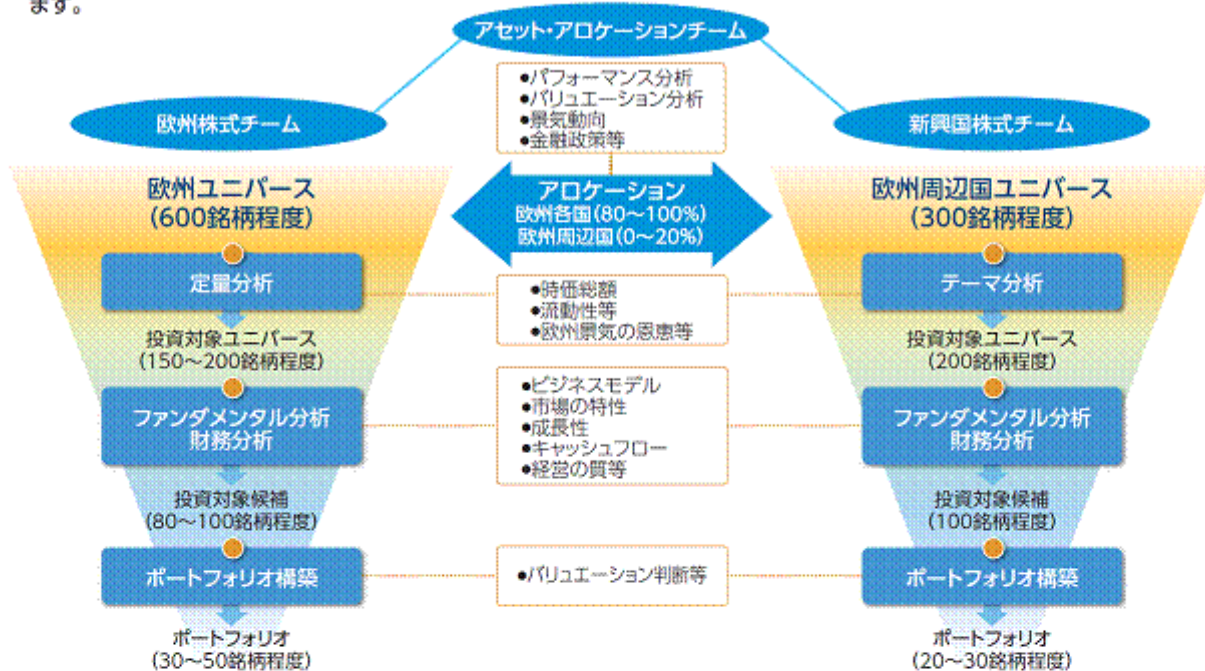 ます。
アセット・アロケーションチーム
●パフォーマンス分析
●バリュエーション分析
●景気動向
●金融政策等
欧州株式チーム
新興国株式チーム
欧州ユニバース
(600銘柄程度)
アロケーション
欧州各国(80～100%)
欧州周辺国(0～20%)
欧州周辺国ユニバース
(300銘柄程度)
定量分析
●時価総額
●流動性等
●欧州景気の恩恵等
テーマ分析
投資対象ユニバース
(150～200銘柄程度)
投資対象ユニバース
(200銘柄程度)
ファンダメンタル分析
財務分析
●ビジネスモデル
●市場の特性
●成長性
●キャッシュフロー
●経営の質等
ファンダメンタル分析
財務分析
投資対象候補
(80～100銘柄程度)
投資対象候補
(100銘柄程度)
ポートフォリオ構築
●バリュエーション判断等
ポートフォリオ構築
ポートフォリオ
(30～50銘柄程度)
ポートフォリオ
(20～30銘柄程度)